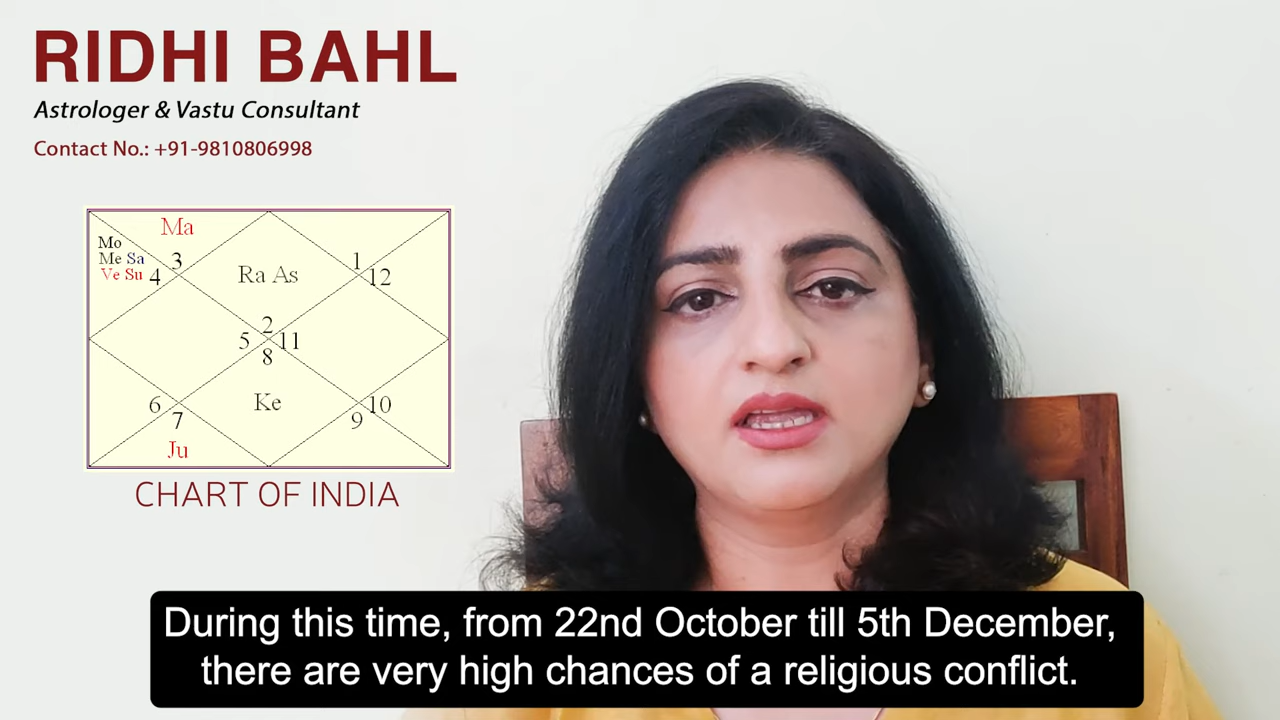 RIDHI BAHL
Astrologer & Vastu Consultant
Contact No.: +91-9810806998
Ma
Mo
Me Sa
Ve Su
3
4
Ra As
1
12
2
5
11
8
6
7
Ke
10
9
Ju
CHART OF INDIA
During this time, from 22nd October till 5th December,
there are very high chances of a religious conflict.